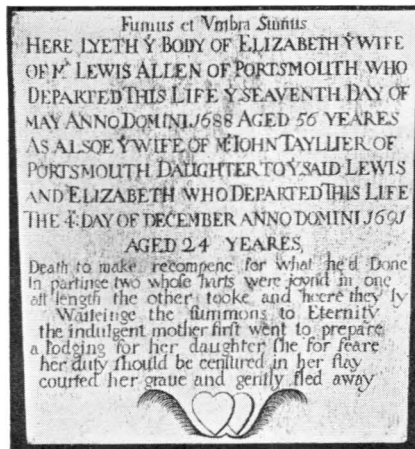 Fumus et Vmbra Sumus
HERE LYETH Ẏ BODY OF ELIZABETH Ẏ WIFE
OF Mr. LEWIS ALLEN OF PORTSMOUTH WHO
DEPARTED THIS LIFE Ẏ SEAVENTH DAY OF
MAY ANNO DOMINI 1688 AGED 56 YEARES
AS ALSOE Ẏ WIFE OF Mr. IOHN TAYLLIER OF
PORTSMOUTH DAUGHTER TO Ẏ SAID LEWIS
AND ELIZABETH WHO DEPARTED THIS LIFE
THE 4th DAY OF DECEMBER ANNO DOMINI 1691
AGED 24 YEARES,
Death to make recompenc for what he'd Done
In partinge two whose harts were joynd in one
att length the other tooke and heere they ly
Waiteinge the summons to Eternity
the indulgent mother first went to prepare
a lodging for her daughter she for feare
her duty should be censured in her stay
courted her graue and gently fled away